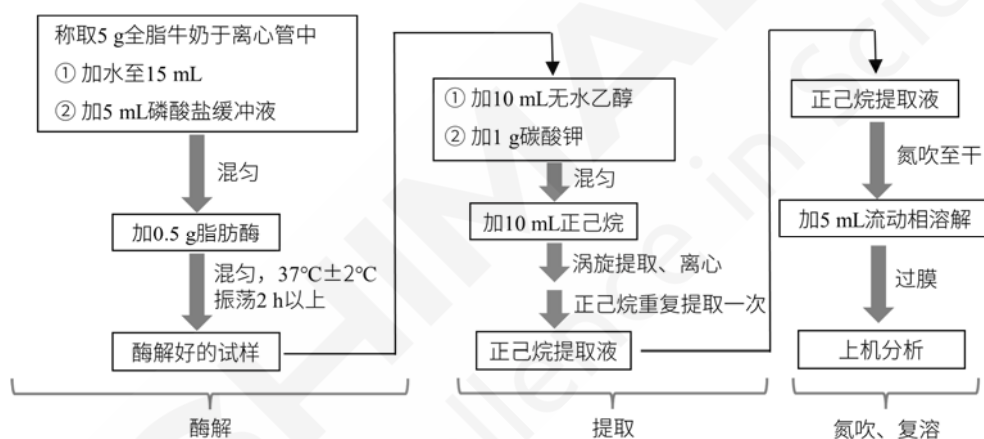 称取5 g全脂牛奶于离心管中
① 加水至15 mL
② 加5 mL磷酸盐缓冲液
混匀
加0.5 g脂肪酶
混匀，37℃±2℃
振荡2 h以上
酶解好的试样
酶解
① 加10 mL无水乙醇
② 加1 g碳酸钾
混匀
加10 mL正己烷
涡旋提取、离心
正己烷重复提取一次
正己烷提取液
提取
正己烷提取液
氮吹至干
加5 mL流动相溶解
过膜
上机分析
氮吹、复溶